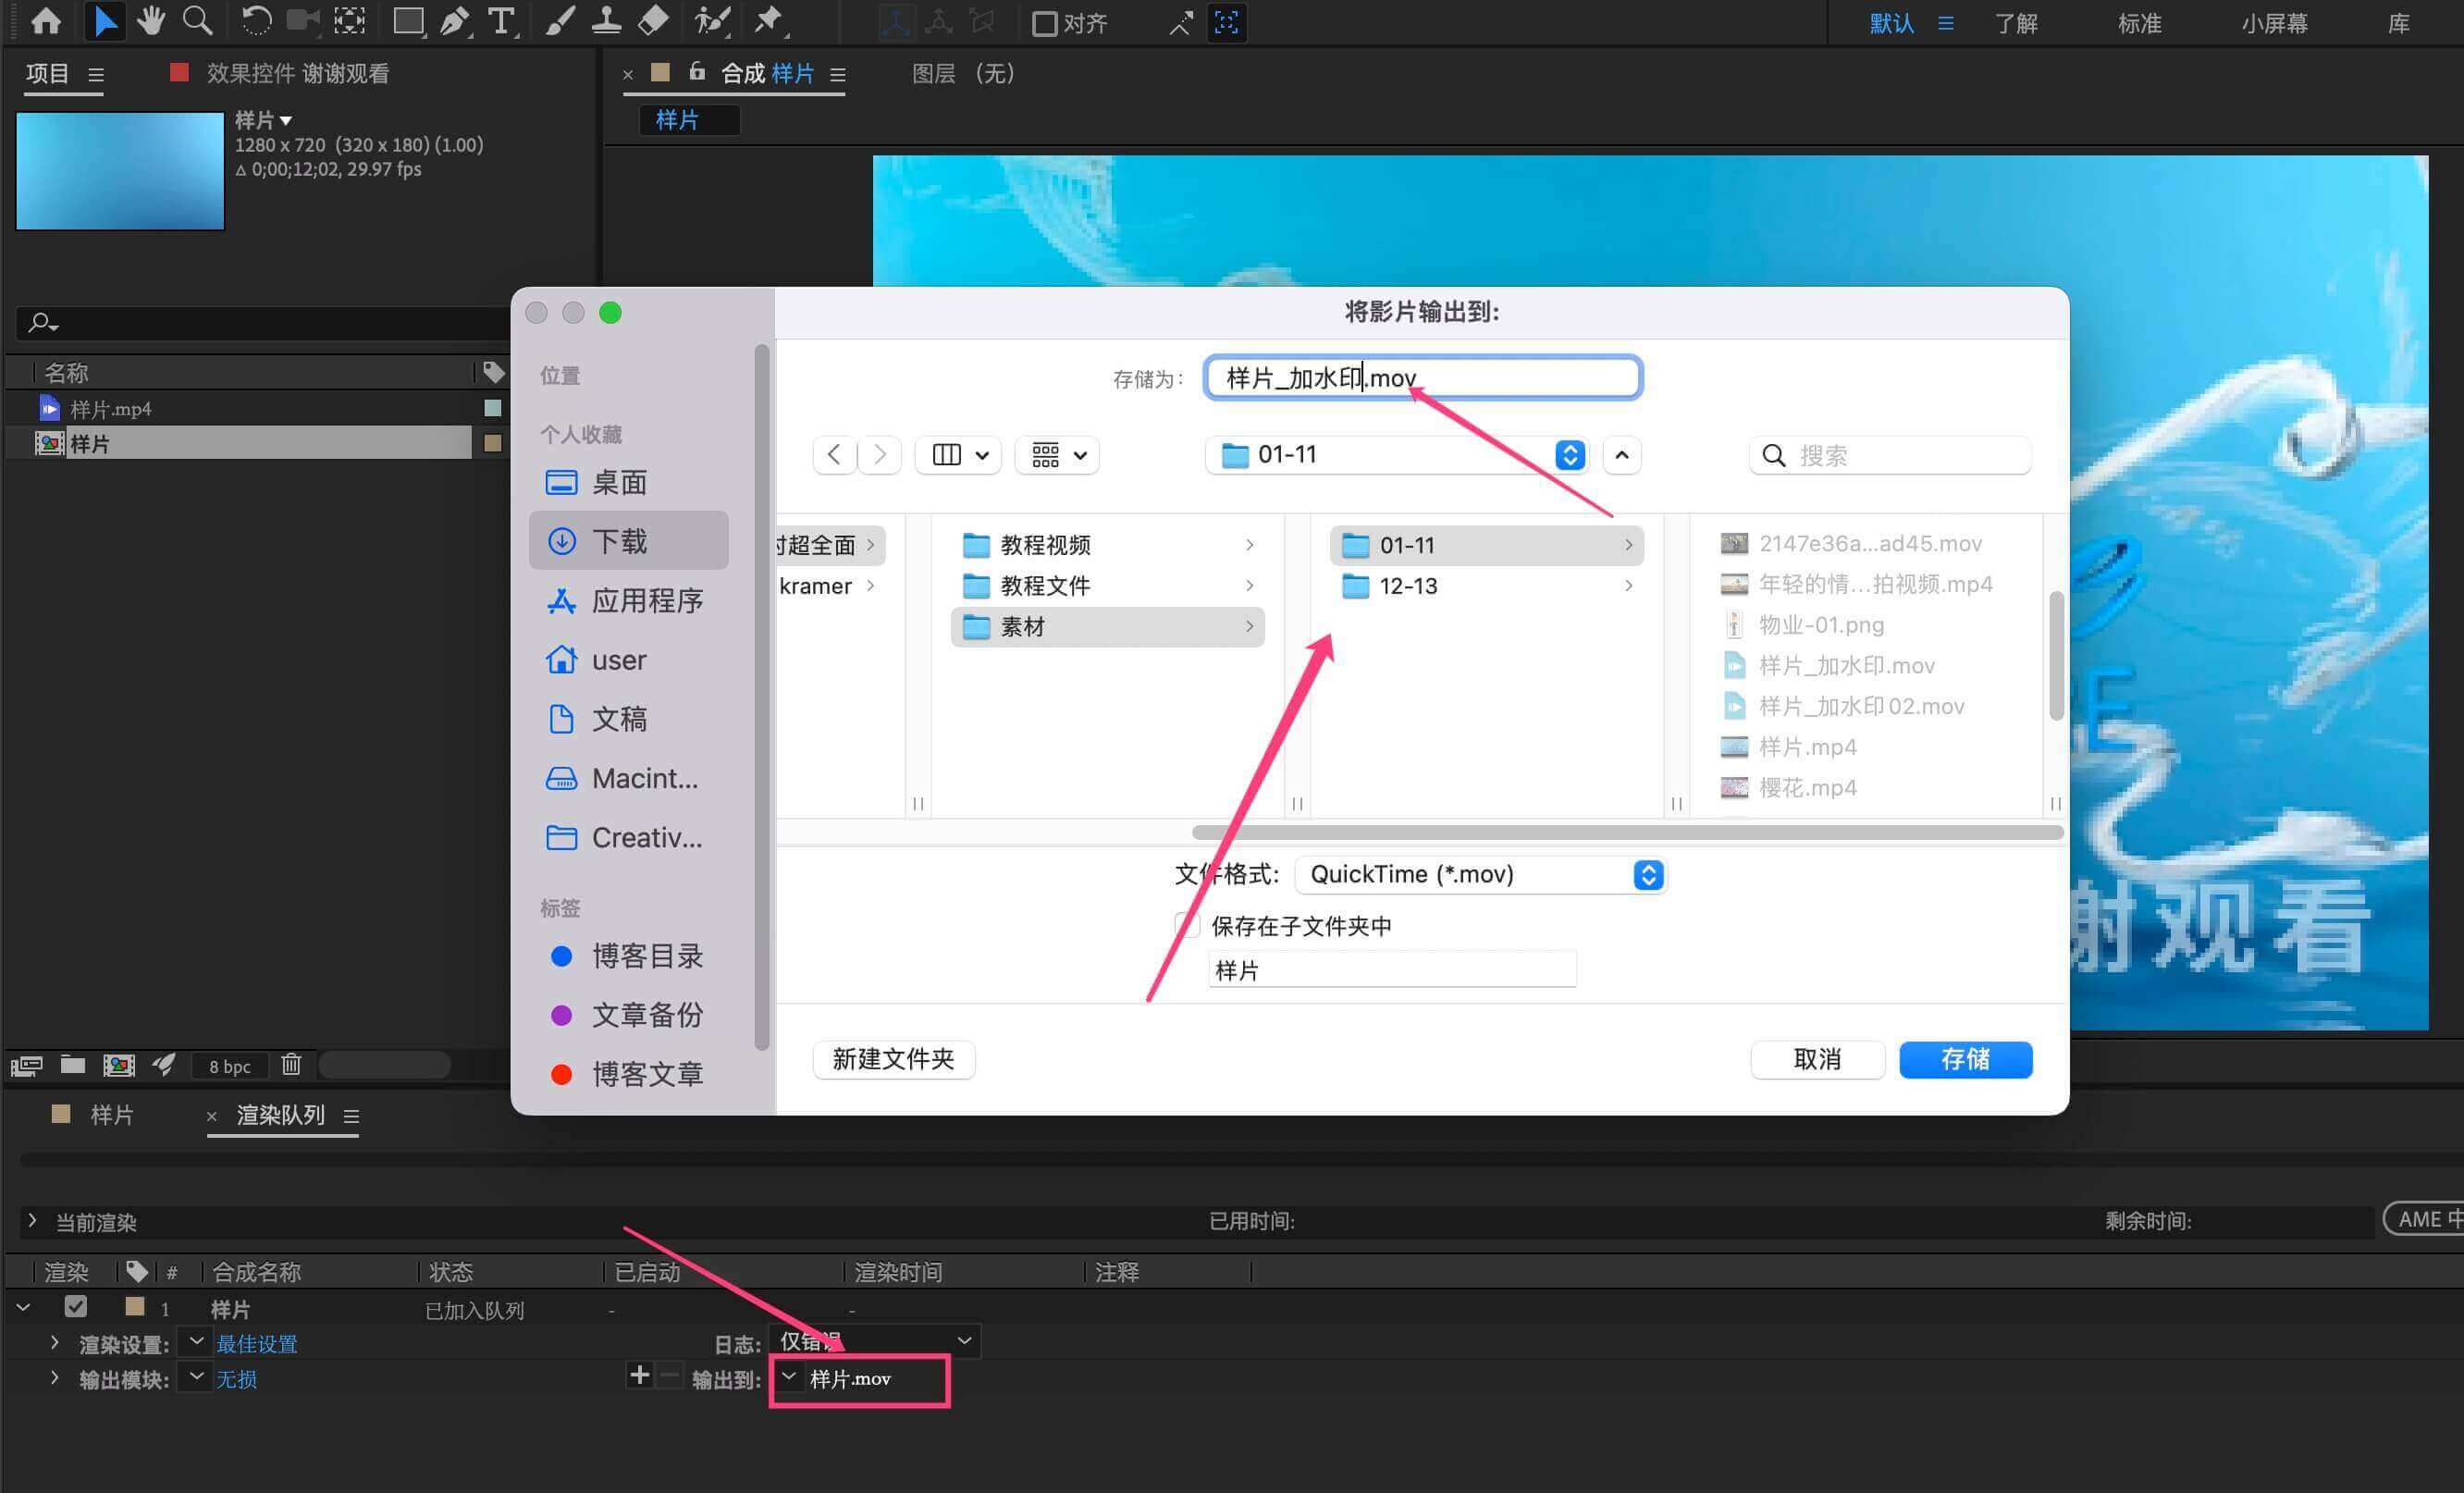 对齐
默认
了解
标准
小屏幕
库
项目
效果控件 谢谢观看
合成 样片
图层 (无)
样片
样片
1280 x 720 (320 x 180) (1.00)
Δ 0;00;12;02, 29.97 fps
名称
样片.mp4
样片
8 bpc
将影片输出到:
存储为:
样片_加水印.mov
01-11
搜索
位置
个人收藏
桌面
下载
应用程序
user
文稿
Macint...
Creativ...
标签
博客目录
文章备份
博客文章
时超全面
kramer
教程视频
教程文件
素材
01-11
12-13
2147e36a...ad45.mov
年轻的情...拍视频.mp4
物业-01.png
样片_加水印.mov
样片_加水印02.mov
样片.mp4
樱花.mp4
文件格式:
QuickTime (*.mov)
保存在子文件夹中
样片
新建文件夹
取消
存储
谢观看
样片
渲染队列
当前渲染
已用时间:
剩余时间:
AME 中
渲染
#
合成名称
状态
已启动
渲染时间
注释
1
样片
已加入队列
-
-
渲染设置:
最佳设置
日志:
仅错误
输出模块:
无损
输出到:
样片.mov